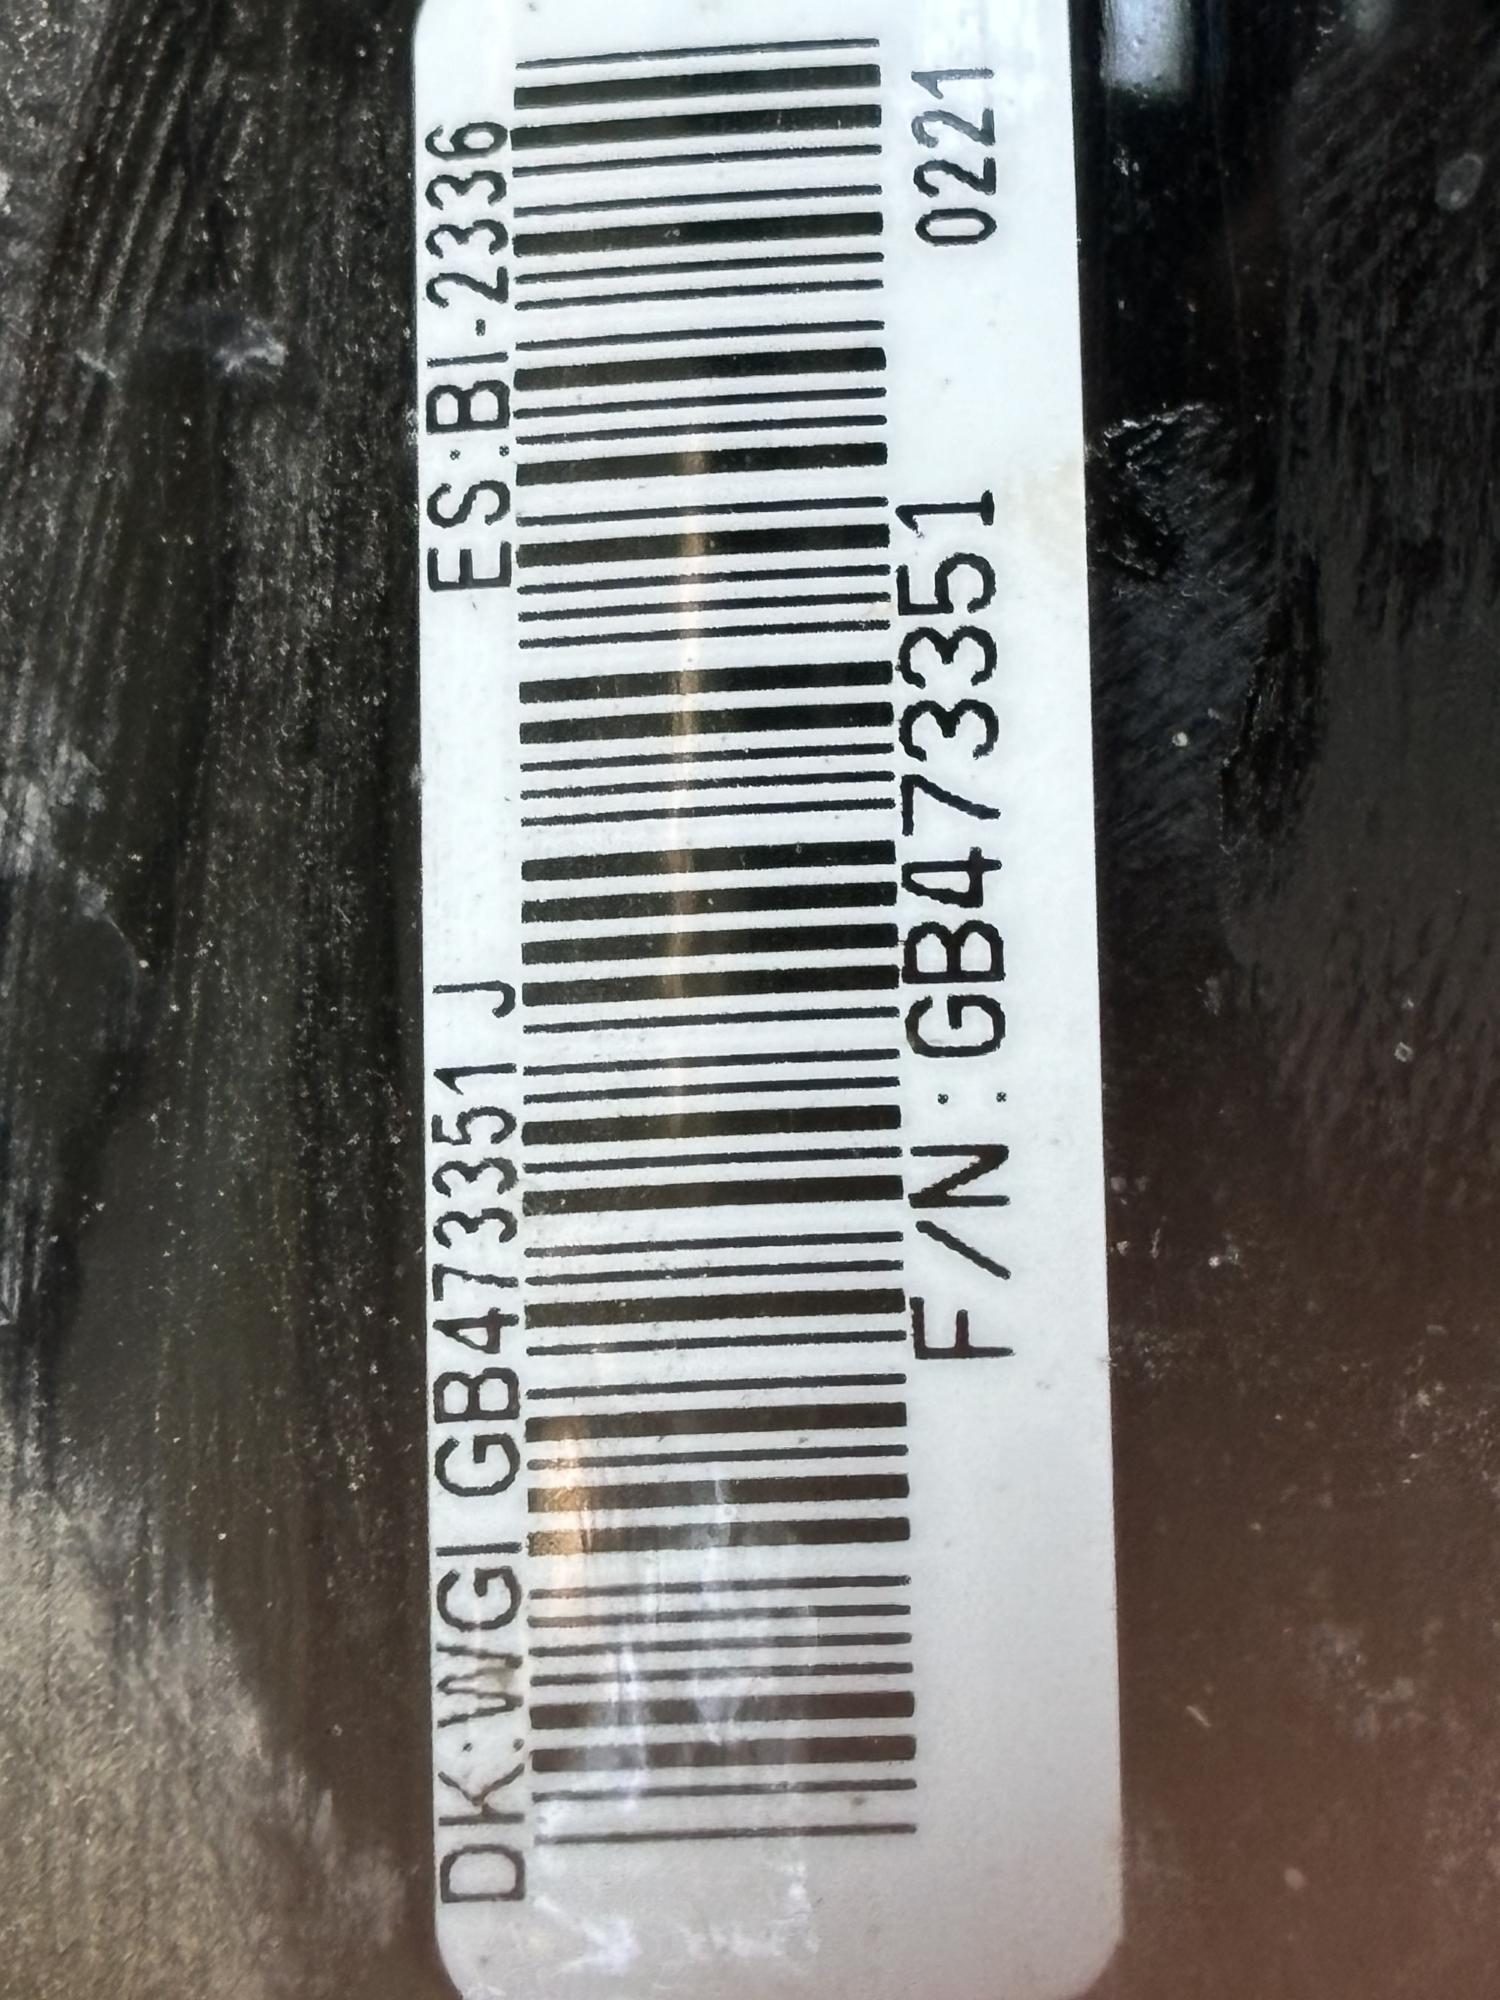 DK:WGI GB473351 J ES:BI-2336
F/N:GB473351 0221